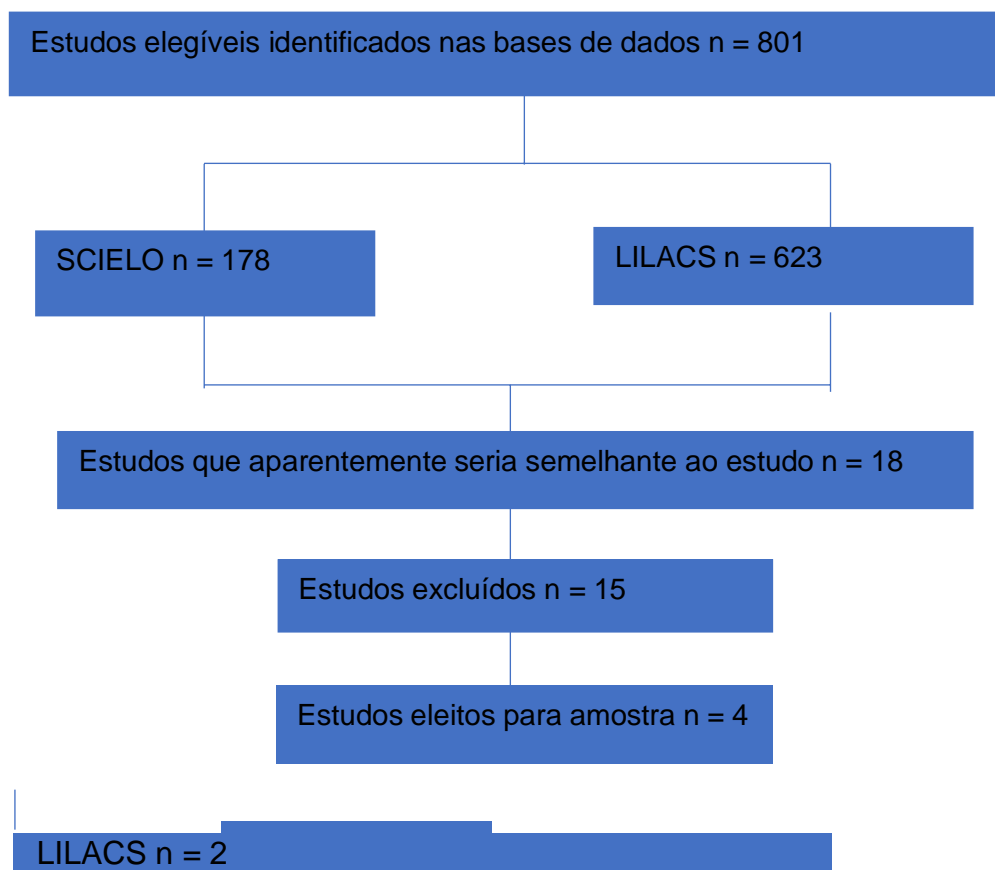 Estudos elegíveis identificados nas bases de dados n = 801
SCIELO n = 178
LILACS n = 623
Estudos que aparentemente seria semelhante ao estudo n = 18
Estudos excluídos n = 15
Estudos eleitos para amostra n = 4
LILACS n = 2